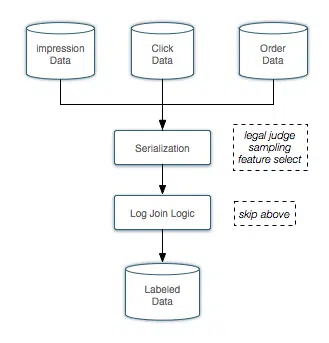 impression
Data
Click
Data
Order
Data
Serialization
legal judge
sampling
feature select
Log Join Logic
skip above
Labeled
Data